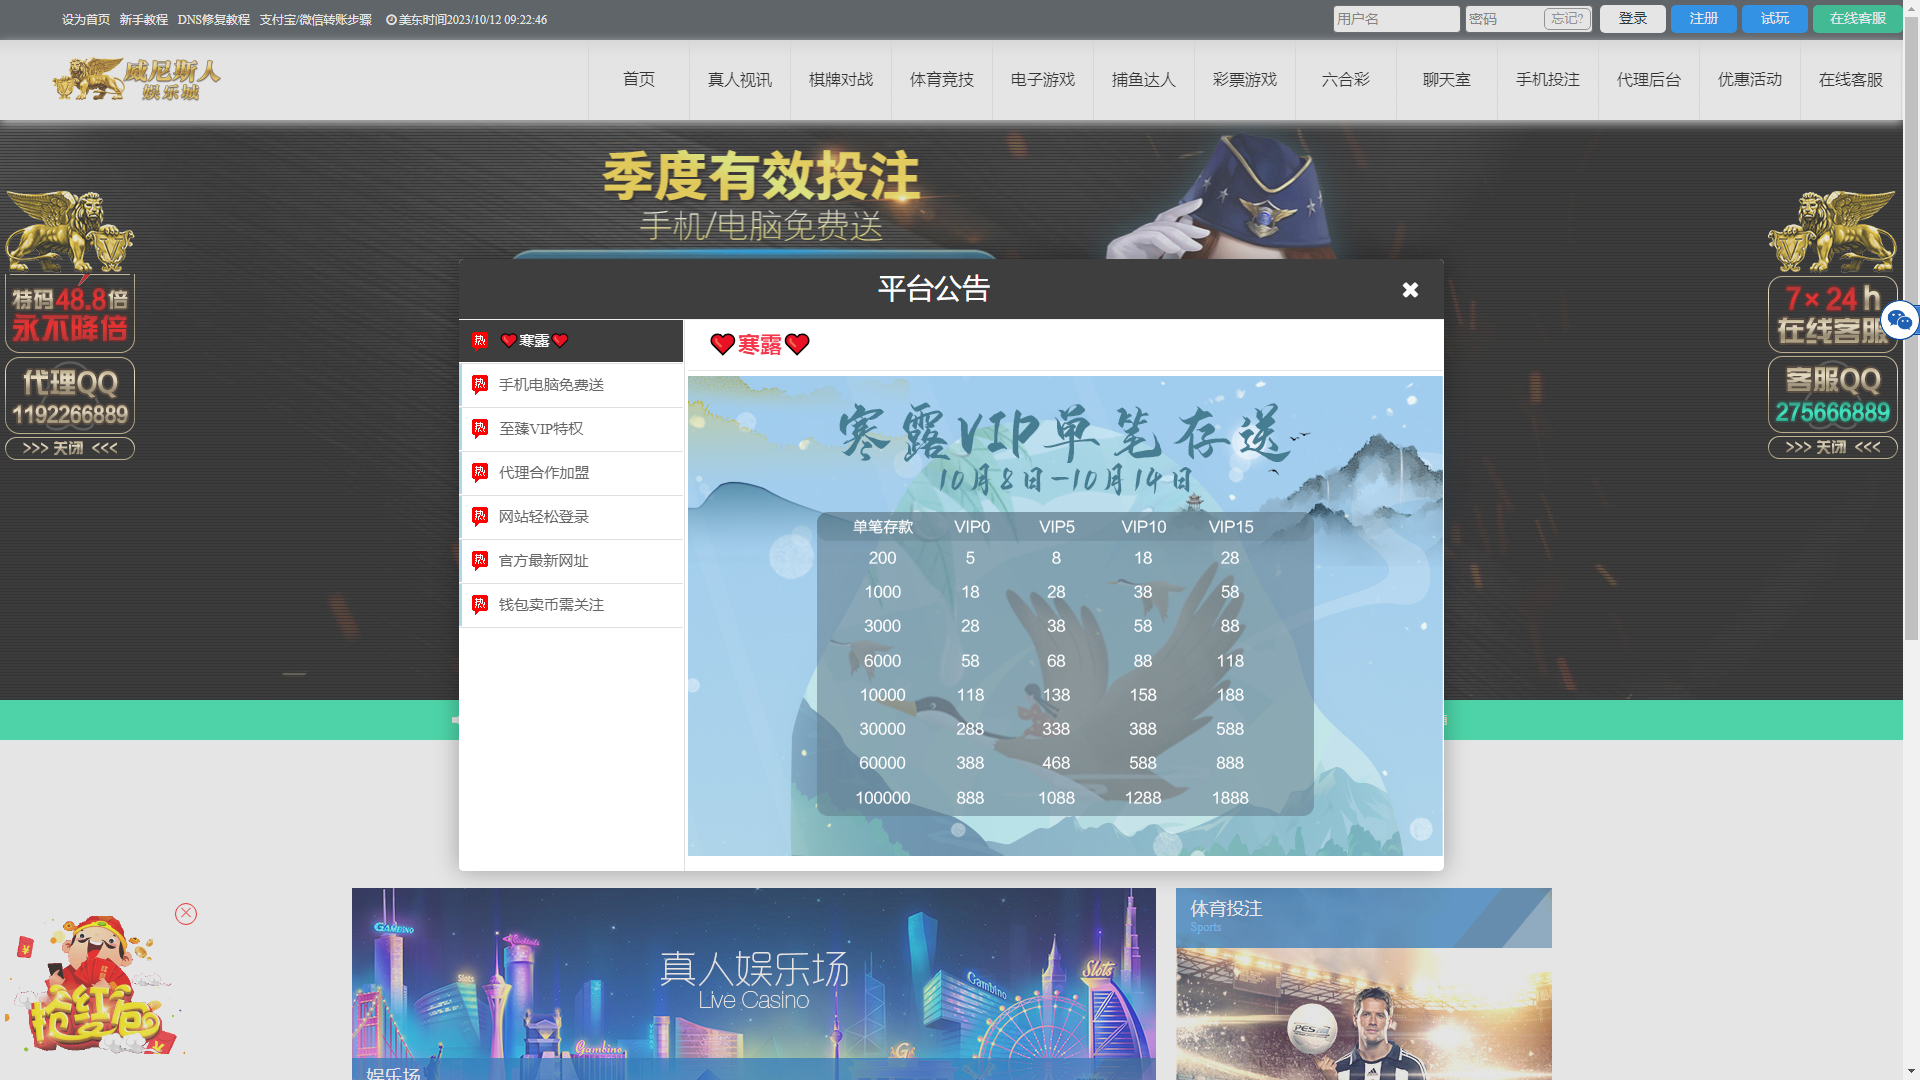 设为首页 新手教程 DNS修复教程 支付宝/微信转账步骤 美东时间2023/10/12 09:22:46
用户名 密码 忘记? 登录 注册 试玩 在线客服
威尼斯人
娱乐城
首页 真人视讯 棋牌对战 体育竞技 电子游戏 捕鱼达人 彩票游戏 六合彩 聊天室 手机投注 代理后台 优惠活动 在线客服
季度有效投注
手机/电脑免费送
特码48.8倍
永不降倍
代理QQ
1192266889
>>> 关闭 <<<
7×24h
在线客服
客服QQ
275666889
>>> 关闭 <<<
平台公告
热 寒露
热 手机电脑免费送
热 至臻VIP特权
热 代理合作加盟
热 网站轻松登录
热 官方最新网址
热 钱包卖币需关注
寒露
寒露VIP单笔存送
10月8日-10月14日
单笔存款 VIP0 VIP5 VIP10 VIP15
200 5 8 18 28
1000 18 28 38 58
3000 28 38 58 88
6000 58 68 88 118
10000 118 138 158 188
30000 288 338 388 588
60000 388 468 588 888
100000 888 1088 1288 1888
抢红包
GAMBINO
Cocktails
Slots
真人娱乐场
Live Casino
Gambino
Slots
Gambino
娱乐场
体育投注
Sports
PES